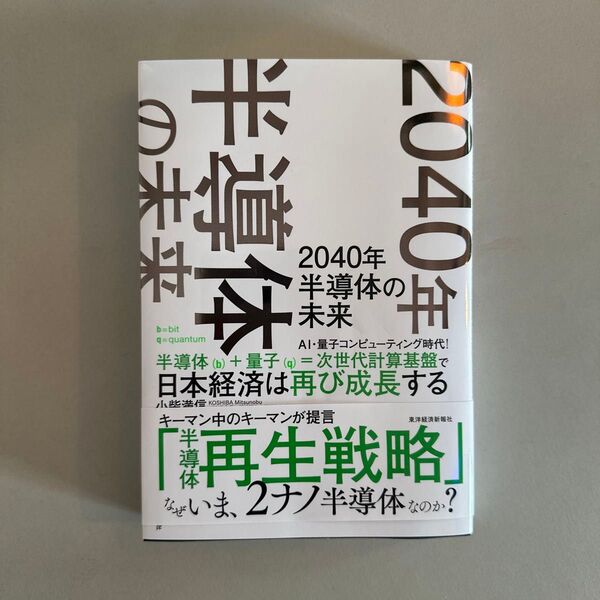 2040年
半導体
の未来
2040年
半導体の
未来
b=bit
q=quantum
AI・量子コンピューティング時代!
半導体(b)+量子(q)=次世代計算基盤で
日本経済は再び成長する
小柴満信 KOSHIBA Mitsunobu
キーマン中のキーマンが提言
東洋経済新報社
「半導体再生戦略」
なぜいま、2ナノ半導体なのか?